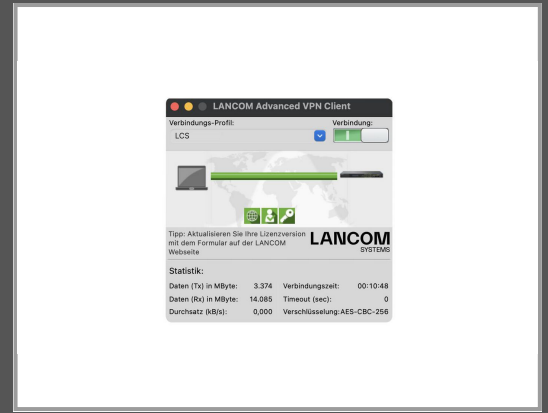 LANCOM Advanced VPN Client
Verbindungs-Profil: Verbindung:
LCS
Tipp: Aktualisieren Sie Ihre Lizenzversion
mit dem Formular auf der LANCOM
Webseite
LANCOM
SYSTEMS
Statistik:
Daten (Tx) in MByte: 3.374 Verbindungszeit: 00:10:48
Daten (Rx) in MByte: 14.085 Timeout (sec): 0
Durchsatz (kB/s): 0,000 Verschlüsselung:AES-CBC-256